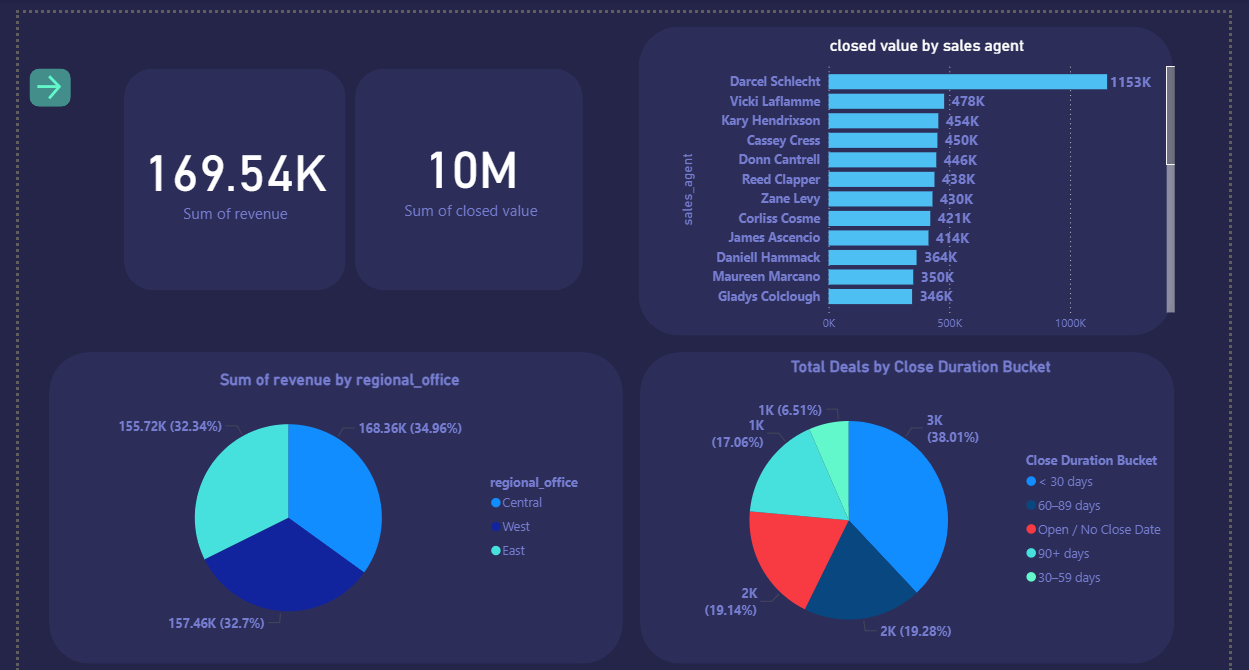 169.54K
Sum of revenue
10M
Sum of closed value
closed value by sales agent
sales_agent
Darcel Schlecht 1153K
Vicki Laflamme 478K
Kary Hendrixson 454K
Cassey Cress 450K
Donn Cantrell 446K
Reed Clapper 438K
Zane Levy 430K
Corliss Cosme 421K
James Ascencio 414K
Daniell Hammack 364K
Maureen Marcano 350K
Gladys Colclough 346K
0K 500K 1000K
Sum of revenue by regional_office
155.72K (32.34%)
168.36K (34.96%)
157.46K (32.7%)
regional_office
Central
West
East
Total Deals by Close Duration Bucket
1K (6.51%)
1K
(17.06%)
3K
(38.01%)
2K
(19.14%)
2K (19.28%)
Close Duration Bucket
< 30 days
60–89 days
Open / No Close Date
90+ days
30–59 days